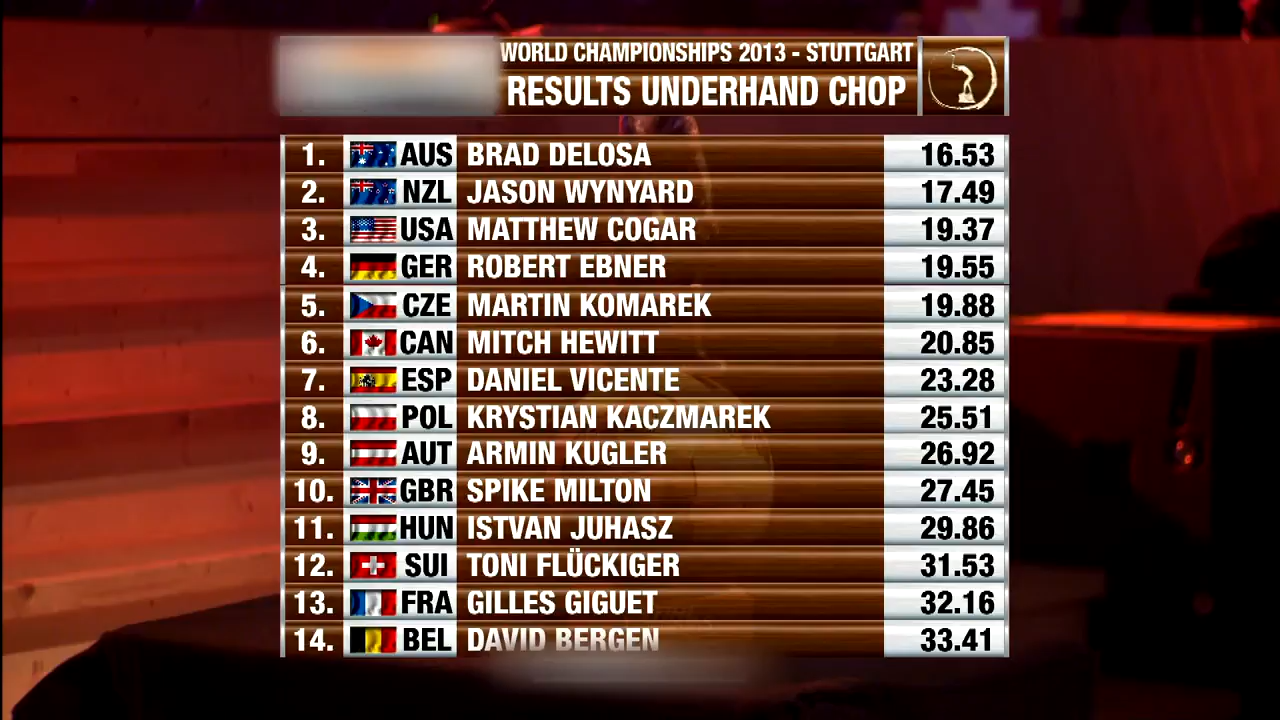 WORLD CHAMPIONSHIPS 2013 - STUTTGART
RESULTS UNDERHAND CHOP
1. AUS BRAD DELOSA 16.53
2. NZL JASON WYNYARD 17.49
3. USA MATTHEW COGAR 19.37
4. GER ROBERT EBNER 19.55
5. CZE MARTIN KOMAREK 19.88
6. CAN MITCH HEWITT 20.85
7. ESP DANIEL VICENTE 23.28
8. POL KRYSTIAN KACZMAREK 25.51
9. AUT ARMIN KUGLER 26.92
10. GBR SPIKE MILTON 27.45
11. HUN ISTVAN JUHASZ 29.86
12. SUI TONI FLÜCKIGER 31.53
13. FRA GILLES GIGUET 32.16
14. BEL DAVID BERGEN 33.41